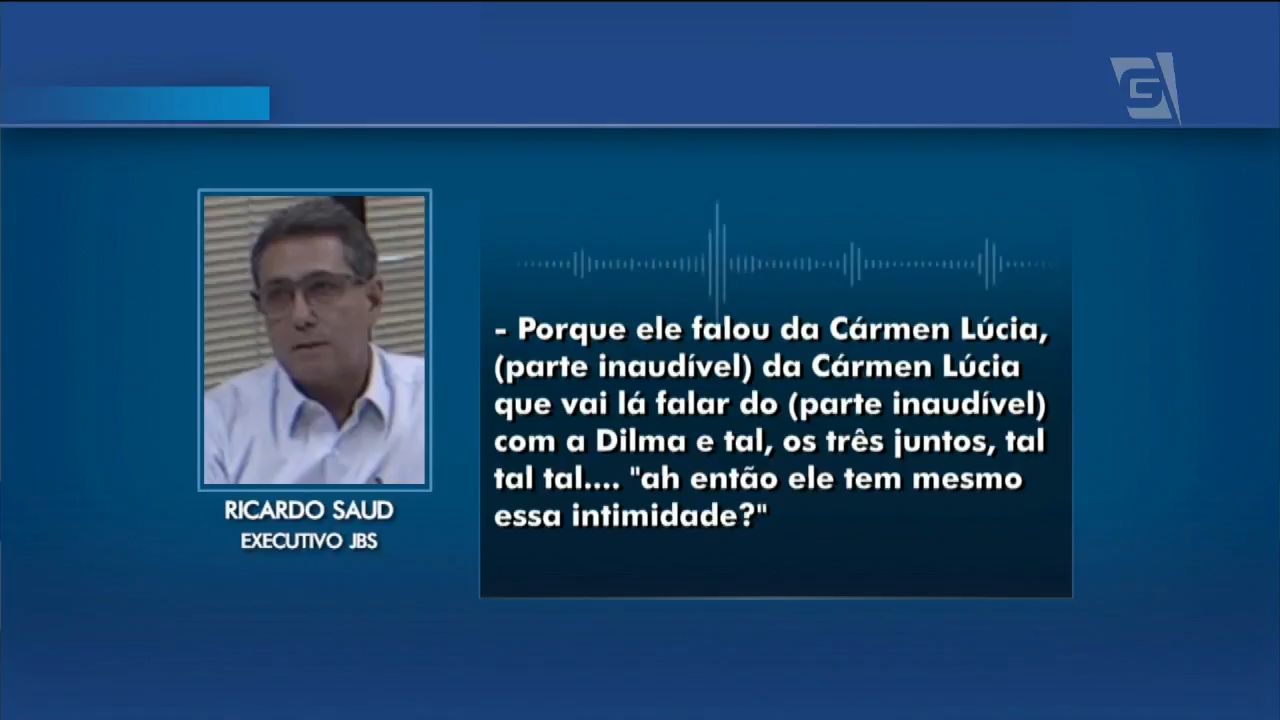 - Porque ele falou da Cármen Lúcia,
(parte inaudível) da Cármen Lúcia
que vai lá falar do (parte inaudível)
com a Dilma e tal, os três juntos, tal
tal tal.... "ah então ele tem mesmo
essa intimidade?"
RICARDO SAUD
EXECUTIVO JBS